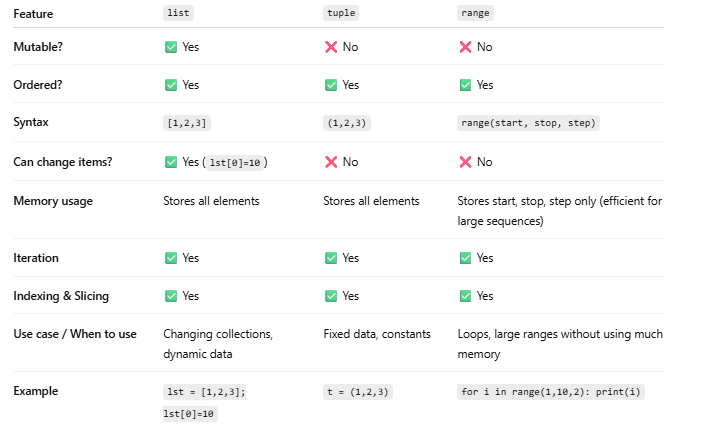 Feature list tuple range
Mutable? ✅ Yes ❌ No ❌ No
Ordered? ✅ Yes ✅ Yes ✅ Yes
Syntax [1,2,3] (1,2,3) range(start, stop, step)
Can change items? ✅ Yes (lst[0]=10) ❌ No ❌ No
Memory usage Stores all elements Stores all elements Stores start, stop, step only (efficient for
large sequences)
Iteration ✅ Yes ✅ Yes ✅ Yes
Indexing & Slicing ✅ Yes ✅ Yes ✅ Yes
Use case / When to use Changing collections, Fixed data, constants Loops, large ranges without using much
dynamic data memory
Example lst = [1,2,3]; t = (1,2,3) for i in range(1,10,2): print(i)
lst[0]=10